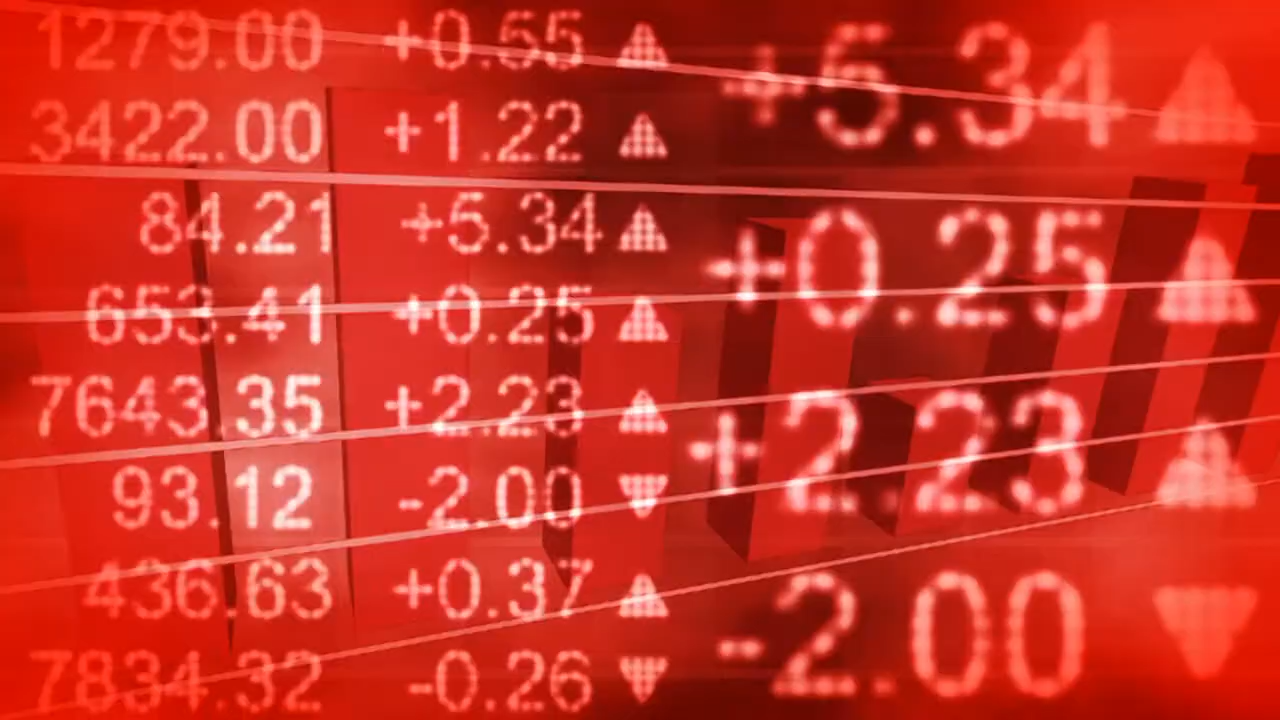 1279.00 +0.55 ▲
3422.00 +1.22 ▲
84.21 +5.34 ▲
653.41 +0.25 ▲
7643.35 +2.23 ▲
93.12 -2.00 ▼
436.63 +0.37 ▲
7834.32 -0.26 ▼
+5.34 ▲
+0.25 ▲
+2.23 ▲
-2.00 ▼